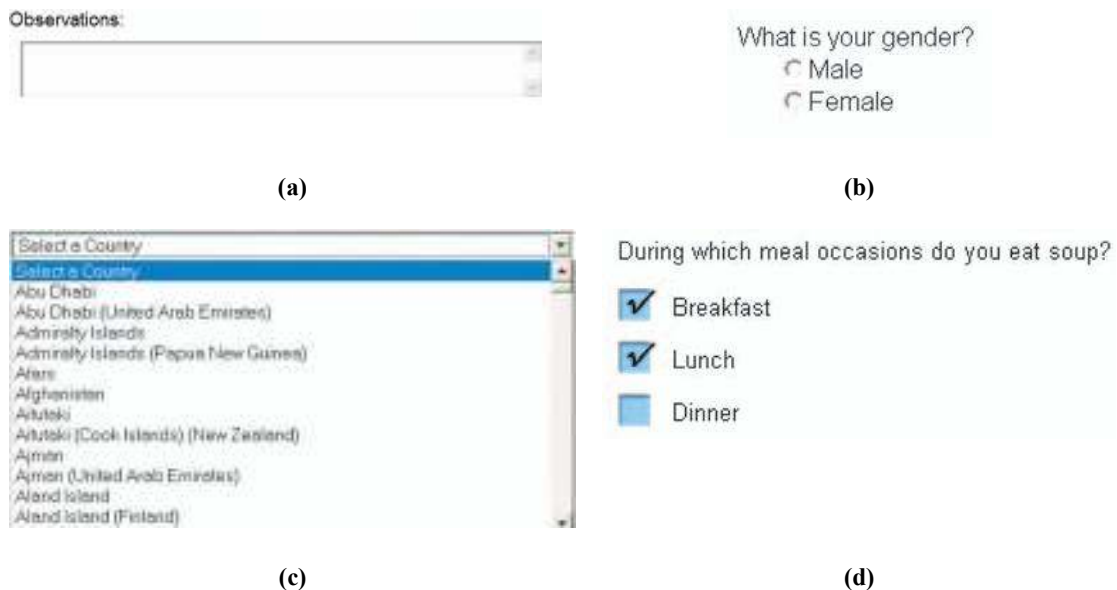 Observations:
What is your gender?
Male
Female
(a)
(b)
Select a Country
Select a Country
Abu Dhabi
Abu Dhabi (United Arab Emirates)
Admiralty Islands
Admiralty Islands (Papua New Guinea)
Afars
Afghanistan
Aitutaki
Aitutaki (Cook Islands) (New Zealand)
Ajman
Ajman (United Arab Emirates)
Aland Island
Aland Island (Finland)
During which meal occasions do you eat soup?
Breakfast
Lunch
Dinner
(c)
(d)